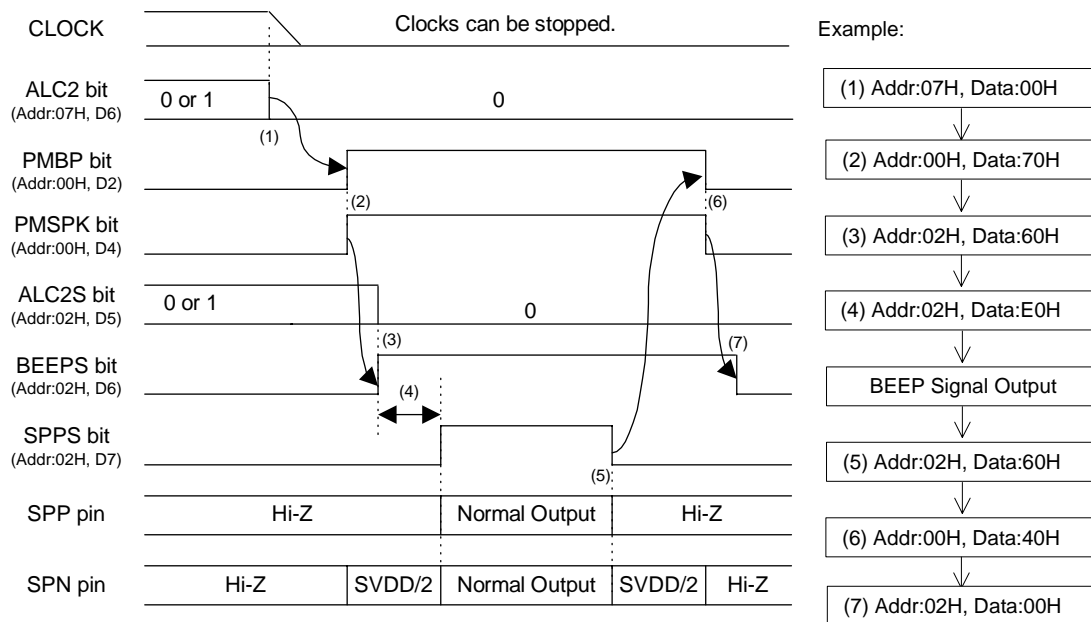 CLOCK
Clocks can be stopped.
ALC2 bit
(Addr:07H, D6)
0 or 1
0
(1)
PMBP bit
(Addr:00H, D2)
(2)
(6)
PMSPK bit
(Addr:00H, D4)
ALC2S bit
(Addr:02H, D5)
0 or 1
0
(3)
(7)
BEEPS bit
(Addr:02H, D6)
(4)
SPPS bit
(Addr:02H, D7)
(5)
SPP pin
Hi-Z
Normal Output
Hi-Z
SPN pin
Hi-Z
SVDD/2
Normal Output
SVDD/2
Hi-Z
Example:
(1) Addr:07H, Data:00H
(2) Addr:00H, Data:70H
(3) Addr:02H, Data:60H
(4) Addr:02H, Data:E0H
BEEP Signal Output
(5) Addr:02H, Data:60H
(6) Addr:00H, Data:40H
(7) Addr:02H, Data:00H